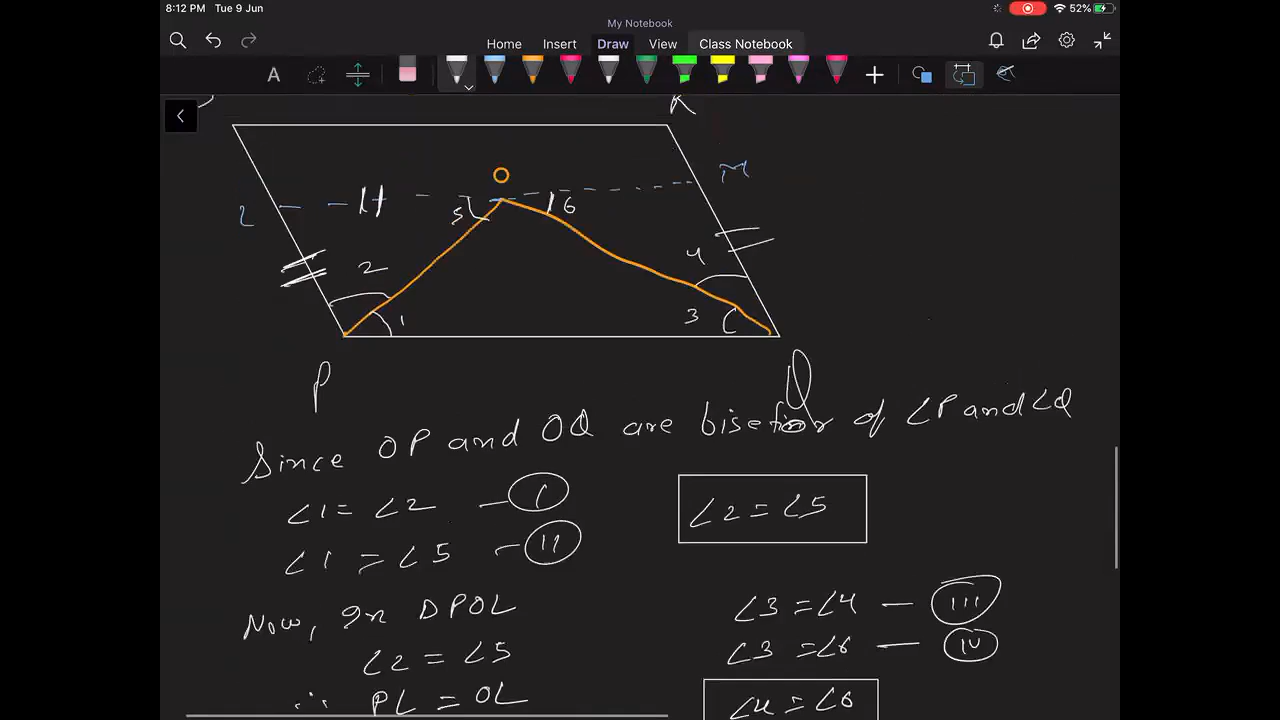 8:12 PM Tue 9 Jun 52%
My Notebook
Home Insert Draw View Class Notebook
A
R
O
M
L
5 6
2 4
1 3
P Q
Since OP and OQ are bisetior of ∠P and ∠Q
∠1 = ∠2 — I
∠2 = ∠5
∠1 = ∠5 — II
Now, In Δ POL
∠3 = ∠4 — III
∠2 = ∠5
∠3 = ∠6 — IV
∴ PL = OL
∠4 = ∠6